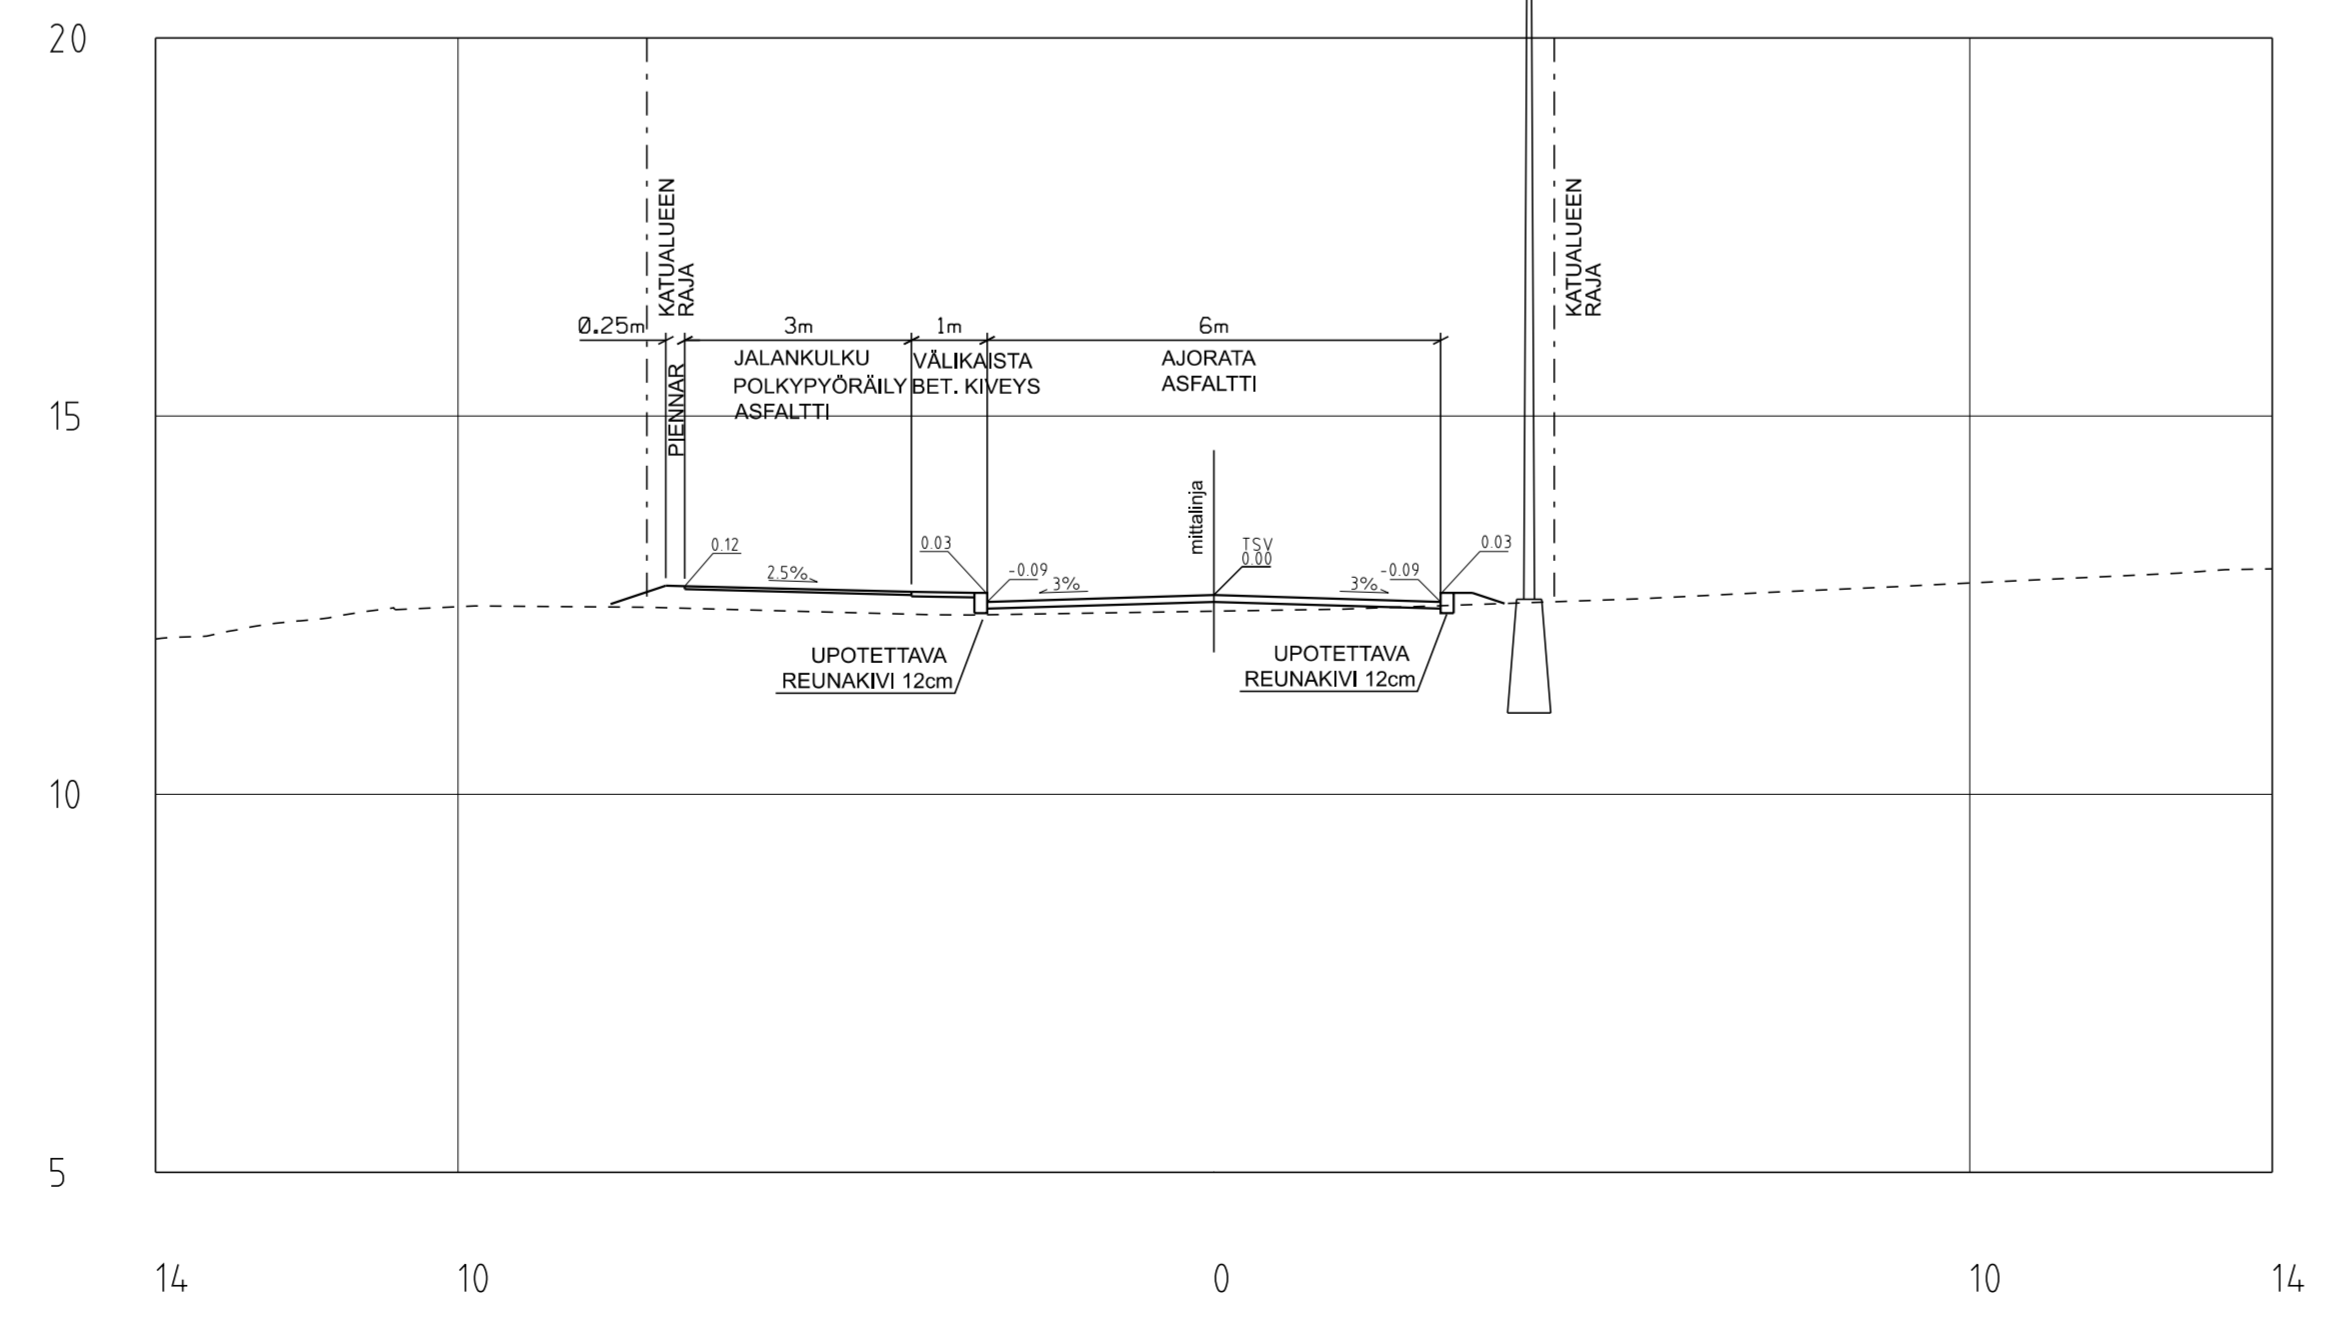 20
KATUALUEEN
RAJA
KATUALUEEN
RAJA
0.25m
3m
1m
6m
PIENNAR
JALANKULKU
POLKYPYÖRÄILY
ASFALTTI
VÄLIKAISTA
BET. KIVEYS
AJORATA
ASFALTTI
15
mittalinja
0.12
2.5%
0.03
-0.09
3%
TSV
0.00
3%
-0.09
0.03
UPOTETTAVA
REUNAKIVI 12cm
UPOTETTAVA
REUNAKIVI 12cm
10
5
14
10
0
10
14